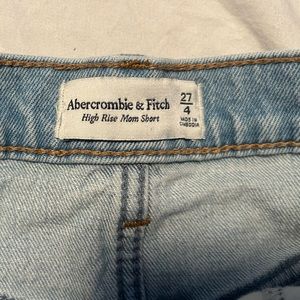 Abercrombie & Fitch
High Rise Mom Short
27
4
MADE IN
CAMBODIA